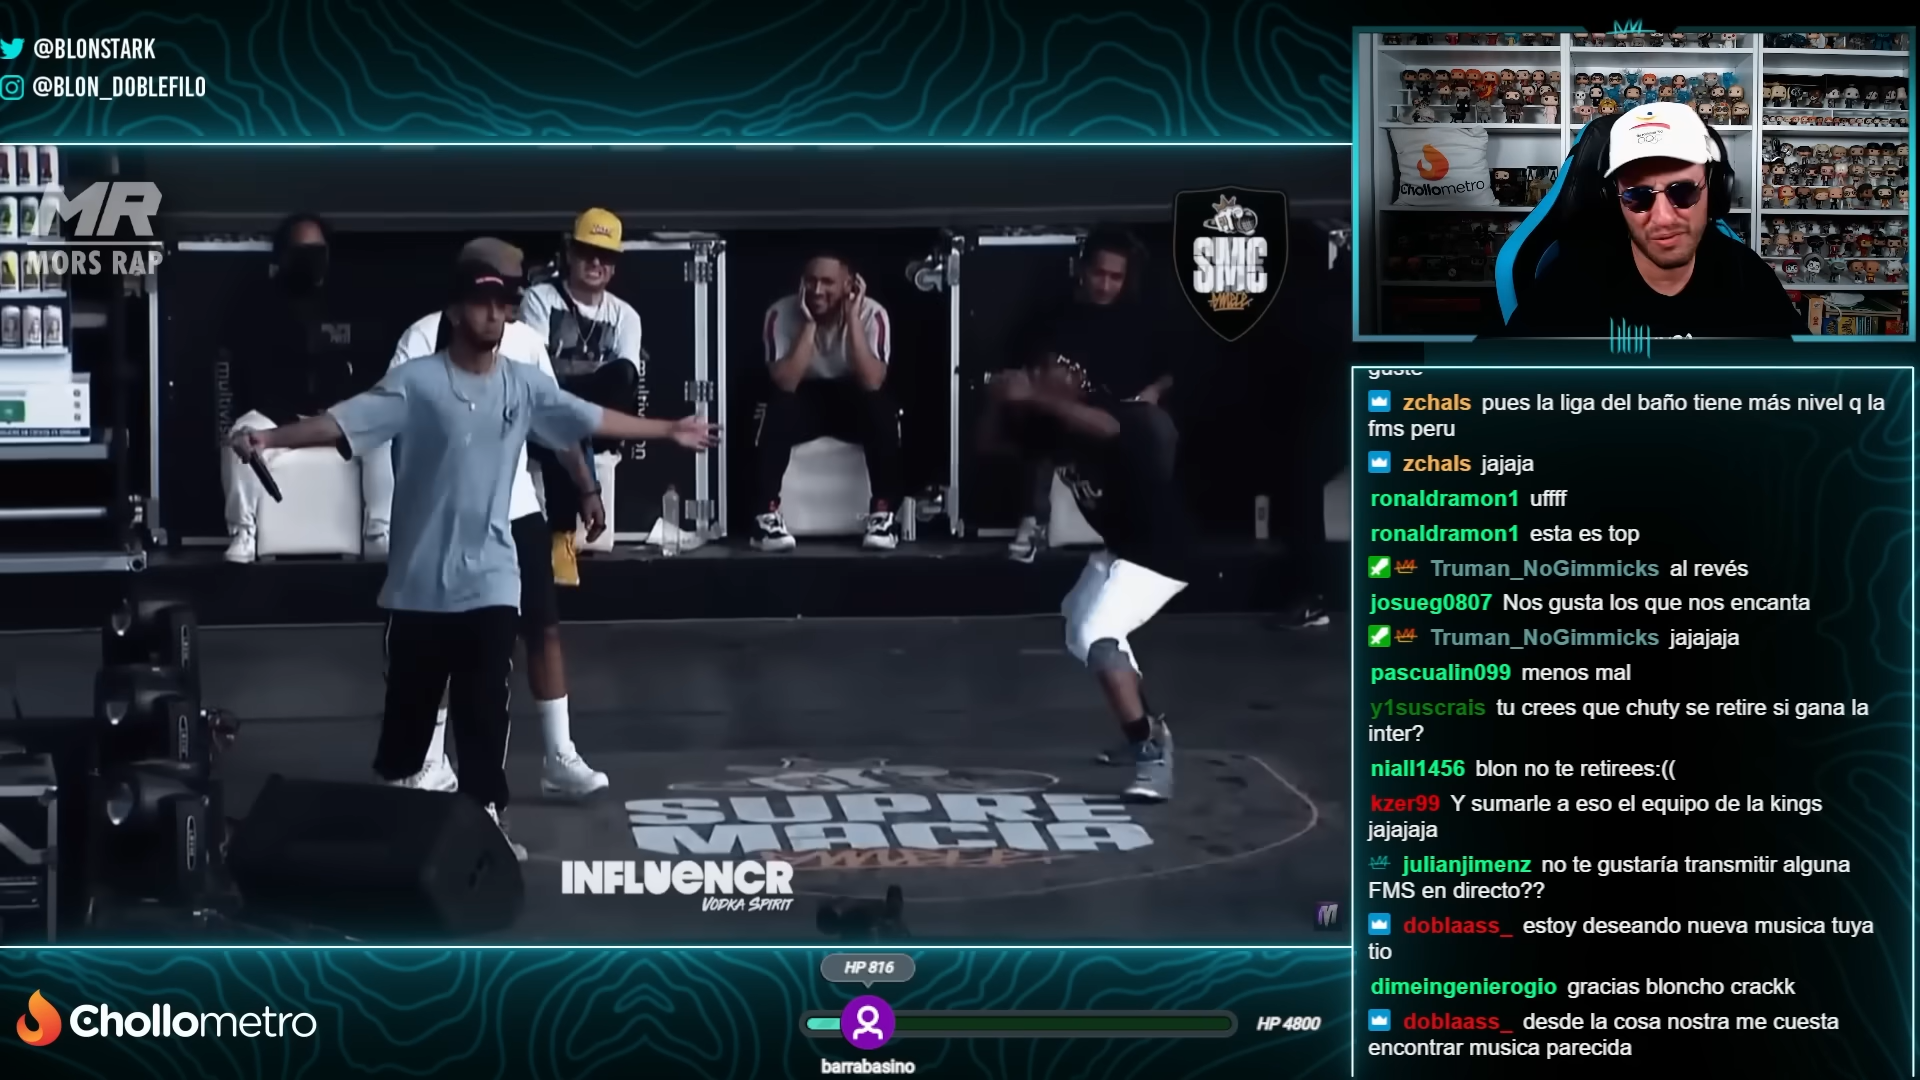 @BLONSTARK
@BLON_DOBLEFILO
MR
MORS RAP
SMC
multivision
Chollometro
blon
guste
zchals pues la liga del baño tiene más nivel q la
fms peru
zchals jajaja
ronaldramon1 uffff
ronaldramon1 esta es top
Truman_NoGimmicks al revés
josueg0807 Nos gusta los que nos encanta
Truman_NoGimmicks jajajaja
pascualin099 menos mal
y1suscrais tu crees que chuty se retire si gana la
inter?
niall1456 blon no te retirees:((
kzer99 Y sumarle a eso el equipo de la kings
jajajaja
julianjimenz no te gustaría transmitir alguna
FMS en directo??
doblaass_ estoy deseando nueva musica tuya
tio
dimeingenierogio gracias bloncho crackk
doblaass_ desde la cosa nostra me cuesta
encontrar musica parecida
SUPRE
MACIA
INFLUENCR
VODKA SPIRIT
HP 816
HP 4800
barrabasino
Chollometro